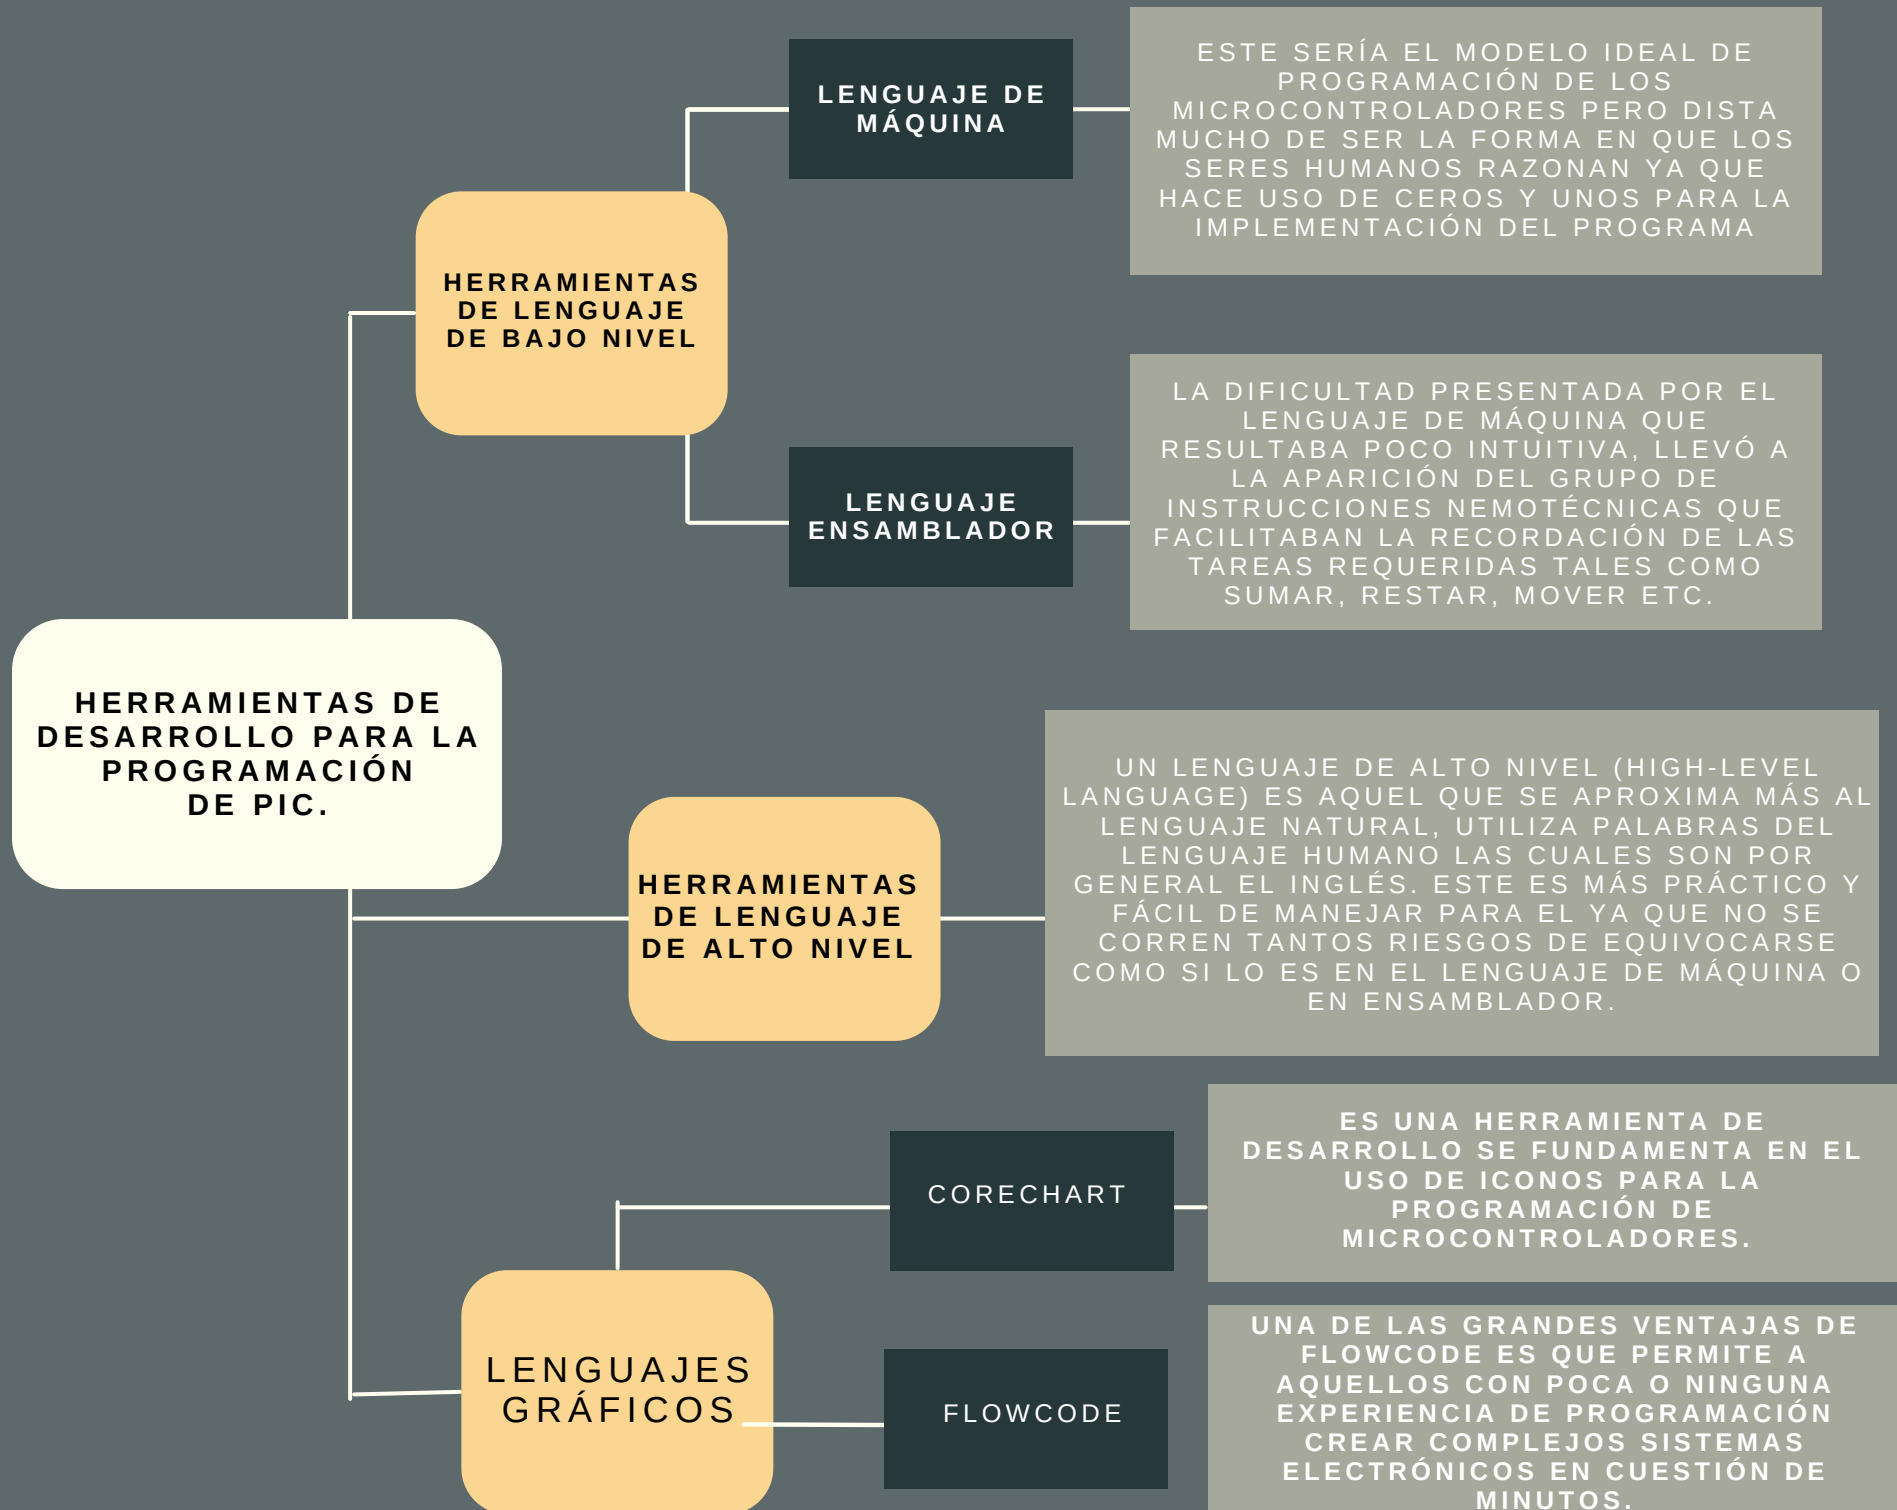 LENGUAJE DE
MÁQUINA
ESTE SERÍA EL MODELO IDEAL DE
PROGRAMACIÓN DE LOS
MICROCONTROLADORES PERO DISTA
MUCHO DE SER LA FORMA EN QUE LOS
SERES HUMANOS RAZONAN YA QUE
HACE USO DE CEROS Y UNOS PARA LA
IMPLEMENTACIÓN DEL PROGRAMA
HERRAMIENTAS
DE LENGUAJE
DE BAJO NIVEL
LENGUAJE
ENSAMBLADOR
LA DIFICULTAD PRESENTADA POR EL
LENGUAJE DE MÁQUINA QUE
RESULTABA POCO INTUITIVA, LLEVÓ A
LA APARICIÓN DEL GRUPO DE
INSTRUCCIONES NEMOTÉCNICAS QUE
FACILITABAN LA RECORDACIÓN DE LAS
TAREAS REQUERIDAS TALES COMO
SUMAR, RESTAR, MOVER ETC.
HERRAMIENTAS DE
DESARROLLO PARA LA
PROGRAMACIÓN
DE PIC.
HERRAMIENTAS
DE LENGUAJE
DE ALTO NIVEL
UN LENGUAJE DE ALTO NIVEL (HIGH-LEVEL
LANGUAGE) ES AQUEL QUE SE APROXIMA MÁS AL
LENGUAJE NATURAL, UTILIZA PALABRAS DEL
LENGUAJE HUMANO LAS CUALES SON POR
GENERAL EL INGLÉS. ESTE ES MÁS PRÁCTICO Y
FÁCIL DE MANEJAR PARA EL YA QUE NO SE
CORREN TANTOS RIESGOS DE EQUIVOCARSE
COMO SI LO ES EN EL LENGUAJE DE MÁQUINA O
EN ENSAMBLADOR.
CORECHART
ES UNA HERRAMIENTA DE
DESARROLLO SE FUNDAMENTA EN EL
USO DE ICONOS PARA LA
PROGRAMACIÓN DE
MICROCONTROLADORES.
LENGUAJES
GRÁFICOS
FLOWCODE
UNA DE LAS GRANDES VENTAJAS DE
FLOWCODE ES QUE PERMITE A
AQUELLOS CON POCA O NINGUNA
EXPERIENCIA DE PROGRAMACIÓN
CREAR COMPLEJOS SISTEMAS
ELECTRÓNICOS EN CUESTIÓN DE
MINUTOS.